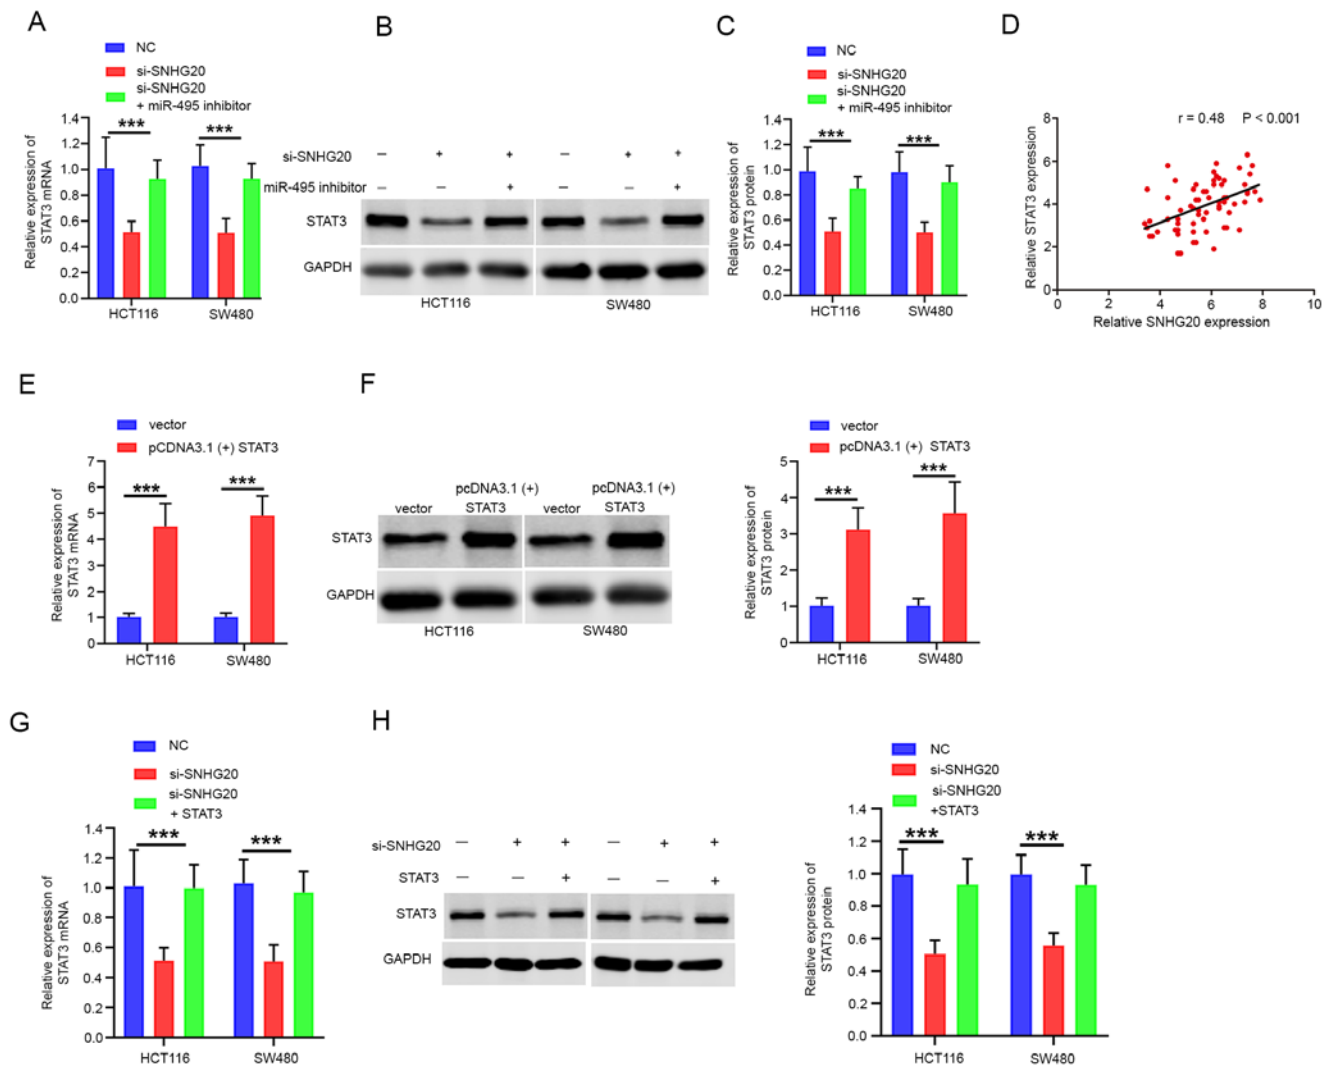 A
NC
si-SNHG20
si-SNHG20
+ miR-495 inhibitor
Relative expression of
STAT3 mRNA
1.4
1.2
1.0
0.8
0.6
0.4
0.2
0.0
***
***
HCT116
SW480
B
si-SNHG20
— + + — + +
miR-495 inhibitor
— — + — — +
STAT3
GAPDH
HCT116
SW480
C
NC
si-SNHG20
si-SNHG20
+ miR-495 inhibitor
Relative expression of
STAT3 protein
1.4
1.2
1.0
0.8
0.6
0.4
0.2
0.0
***
***
HCT116
SW480
D
r = 0.48 P < 0.001
Relative STAT3 expression
8
6
4
2
0
0 2 4 6 8 10
Relative SNHG20 expression
E
vector
pCDNA3.1 (+) STAT3
Relative expression of
STAT3 mRNA
7
6
5
4
3
2
1
0
***
***
HCT116
SW480
F
vector
pcDNA3.1 (+)
STAT3
vector
pcDNA3.1 (+)
STAT3
STAT3
GAPDH
HCT116
SW480
vector
pcDNA3.1 (+) STAT3
Relative expression of
STAT3 protein
5
4
3
2
1
0
***
***
HCT116
SW480
G
NC
si-SNHG20
si-SNHG20
+ STAT3
Relative expression of
STAT3 mRNA
1.4
1.2
1.0
0.8
0.6
0.4
0.2
0.0
***
***
HCT116
SW480
H
si-SNHG20
— + + — + +
STAT3
— — + — — +
STAT3
GAPDH
NC
si-SNHG20
si-SNHG20
+STAT3
Relative expression of
STAT3 protein
1.4
1.2
1.0
0.8
0.6
0.4
0.2
0.0
***
***
HCT116
SW480